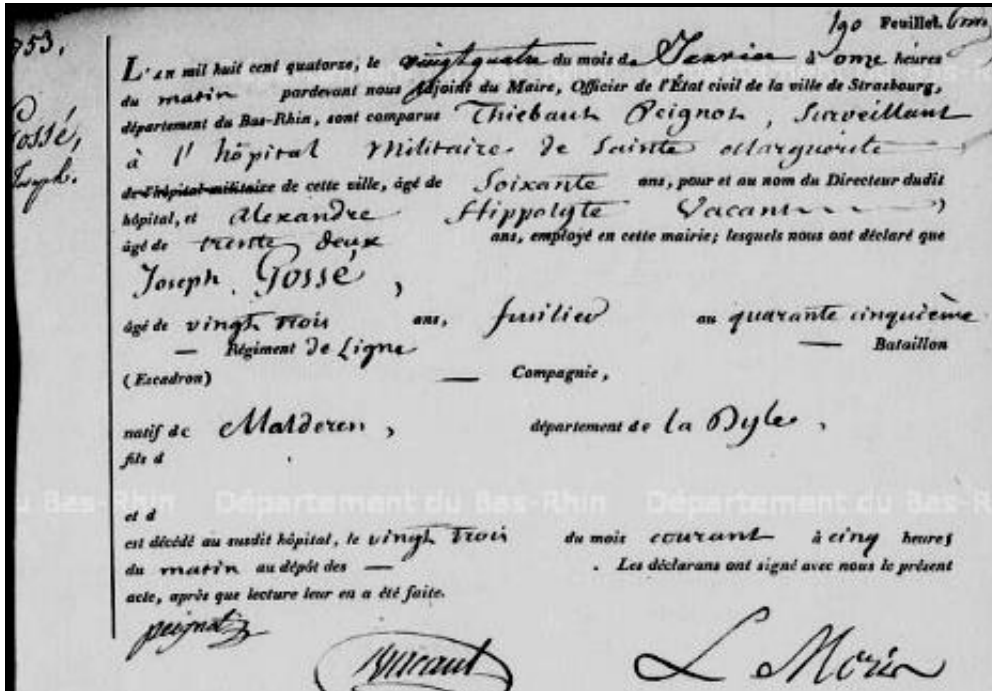 190 Feuillet.
753,
L'an mil huit cent quatorze, le vingt quatre du mois de Janvier à onze heures
du matin pardevant nous Adjoint du Maire, Officier de l'État civil de la ville de Strasbourg,
Gossé,
Joseph.
département du Bas-Rhin, sont comparus Thiebaut Peignot, Surveillant
à l'hôpital Militaire de Sainte Marguerite
de l'hôpital militaire de cette ville, âgé de Soixante ans, pour et au nom du Directeur dudit
hôpital, et Alexandre Hippolyte Vacant
âgé de trente deux ans, employé en cette mairie; lesquels nous ont déclaré que
Joseph Gossé,
âgé de vingt trois ans, fusilier au quarante cinquième
— Régiment de Ligne — Bataillon
(Escadron) — Compagnie,
natif de Malderen, département de la Dyle,
fils d
du Bas-Rhin Département du Bas-Rhin Département du Bas-R
et d
est décédé au susdit hôpital, le vingt trois du mois courant à cinq heures
du matin au dépôt des — . Les déclarans ont signé avec nous le présent
acte, après que lecture leur en a été faite.
peignot
Vacant
L Morin